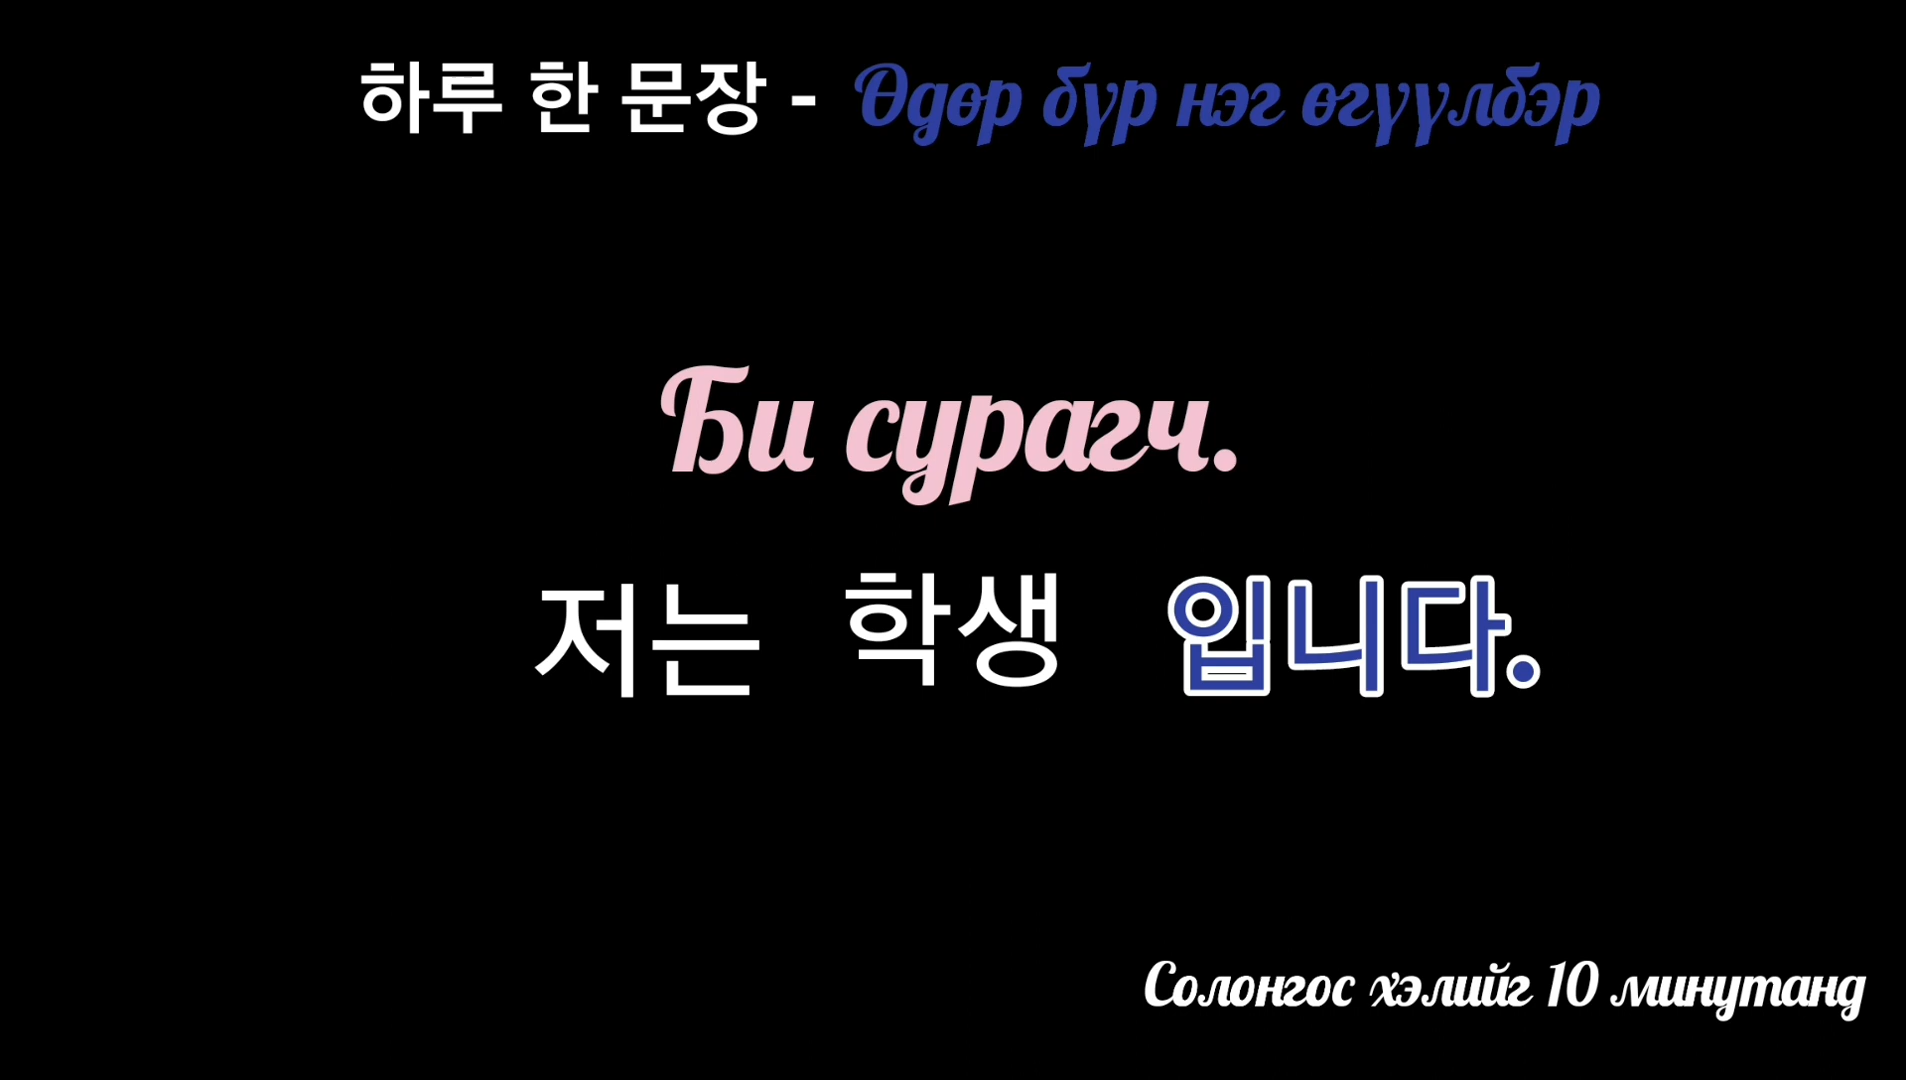 하루 한 문장 - Өдөр бүр нэг өгүүлбэр
Би сурагч.
저는 학생 입니다.
Солонгос хэлийг 10 минутанд